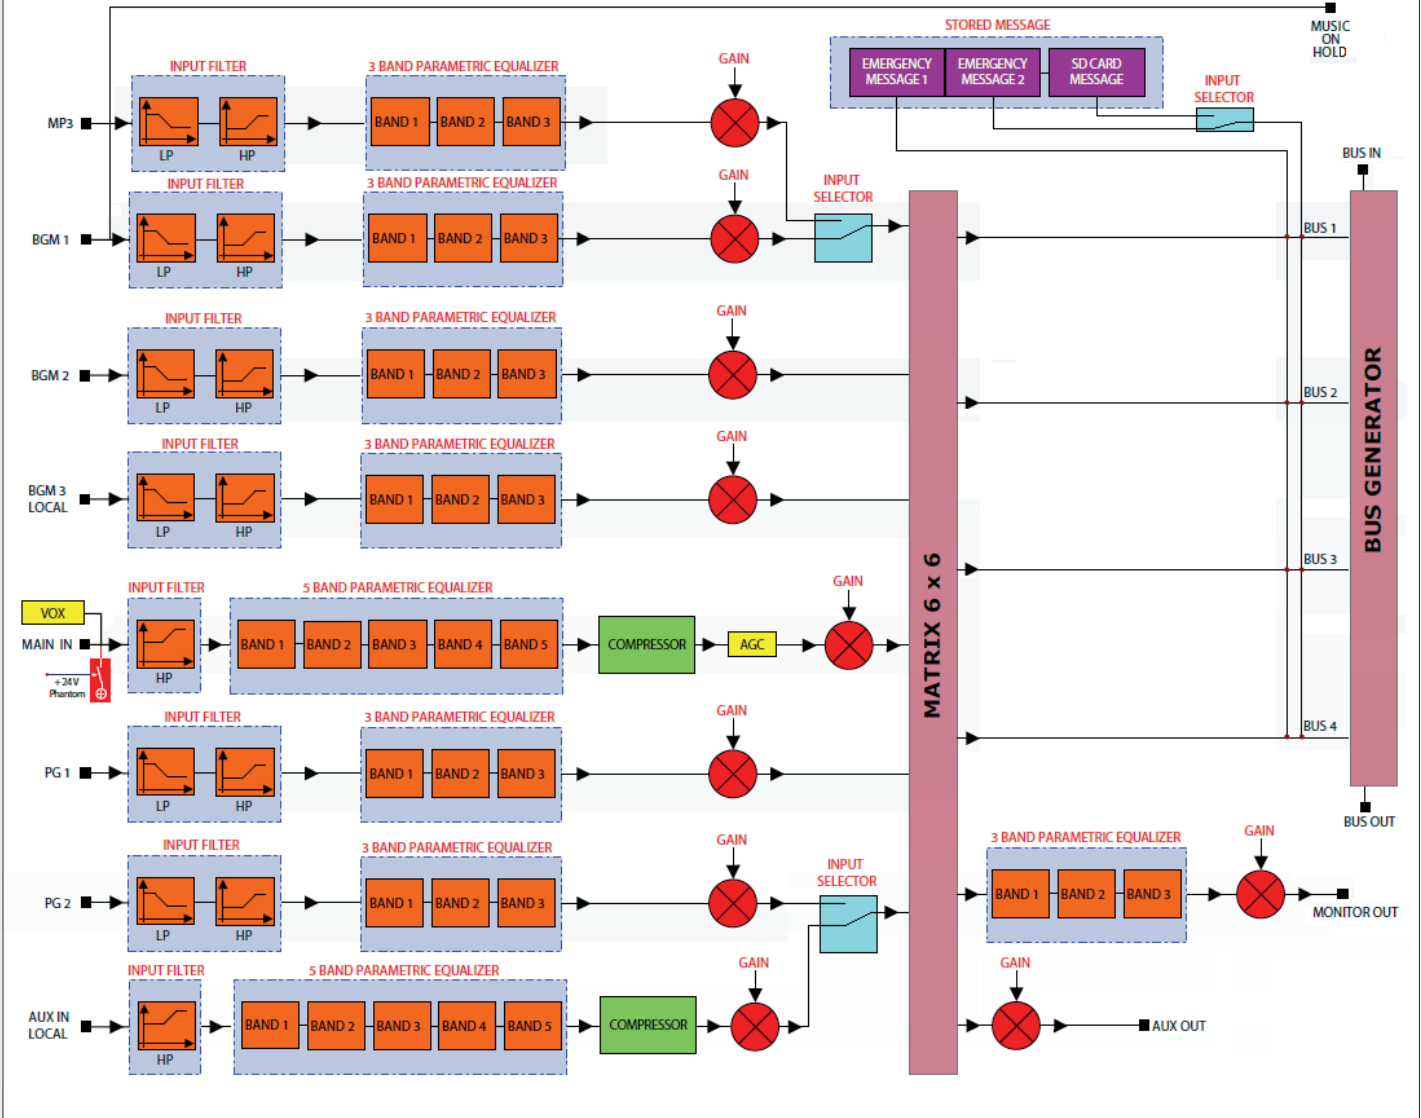 MUSIC
ON
HOLD
STORED MESSAGE
EMERGENCY
MESSAGE 1
EMERGENCY
MESSAGE 2
SD CARD
MESSAGE
INPUT
SELECTOR
INPUT FILTER
3 BAND PARAMETRIC EQUALIZER
GAIN
MP3
LP
HP
BAND 1
BAND 2
BAND 3
BUS IN
INPUT FILTER
3 BAND PARAMETRIC EQUALIZER
GAIN
INPUT
SELECTOR
BGM 1
LP
HP
BAND 1
BAND 2
BAND 3
BUS 1
INPUT FILTER
3 BAND PARAMETRIC EQUALIZER
GAIN
BGM 2
LP
HP
BAND 1
BAND 2
BAND 3
BUS 2
INPUT FILTER
3 BAND PARAMETRIC EQUALIZER
GAIN
BGM 3
LOCAL
LP
HP
BAND 1
BAND 2
BAND 3
BUS GENERATOR
MATRIX 6 x 6
BUS 3
INPUT FILTER
5 BAND PARAMETRIC EQUALIZER
GAIN
VOX
MAIN IN
+24V
Phantom
HP
BAND 1
BAND 2
BAND 3
BAND 4
BAND 5
COMPRESSOR
AGC
INPUT FILTER
3 BAND PARAMETRIC EQUALIZER
GAIN
PG 1
LP
HP
BAND 1
BAND 2
BAND 3
BUS 4
BUS OUT
INPUT FILTER
3 BAND PARAMETRIC EQUALIZER
GAIN
INPUT
SELECTOR
PG 2
LP
HP
BAND 1
BAND 2
BAND 3
3 BAND PARAMETRIC EQUALIZER
GAIN
BAND 1
BAND 2
BAND 3
MONITOR OUT
INPUT FILTER
5 BAND PARAMETRIC EQUALIZER
GAIN
AUX IN
LOCAL
HP
BAND 1
BAND 2
BAND 3
BAND 4
BAND 5
COMPRESSOR
GAIN
AUX OUT